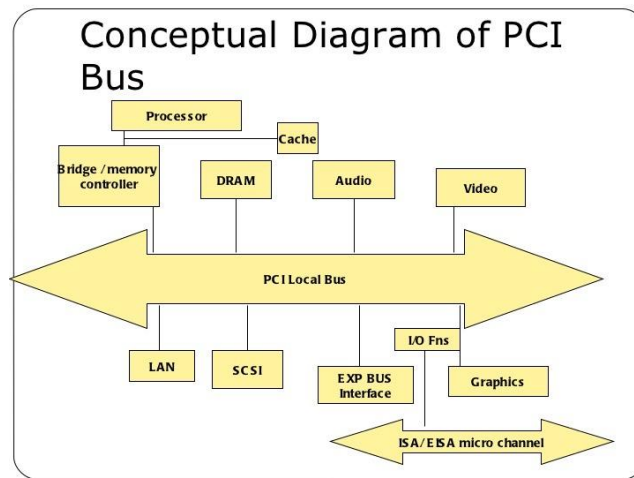 Conceptual Diagram of PCI
Bus
Processor
Cache
Bridge / memory
controller
DRAM
Audio
Video
PCI Local Bus
LAN
SCSI
EXP BUS
Interface
I/O Fns
Graphics
ISA/ EISA micro channel